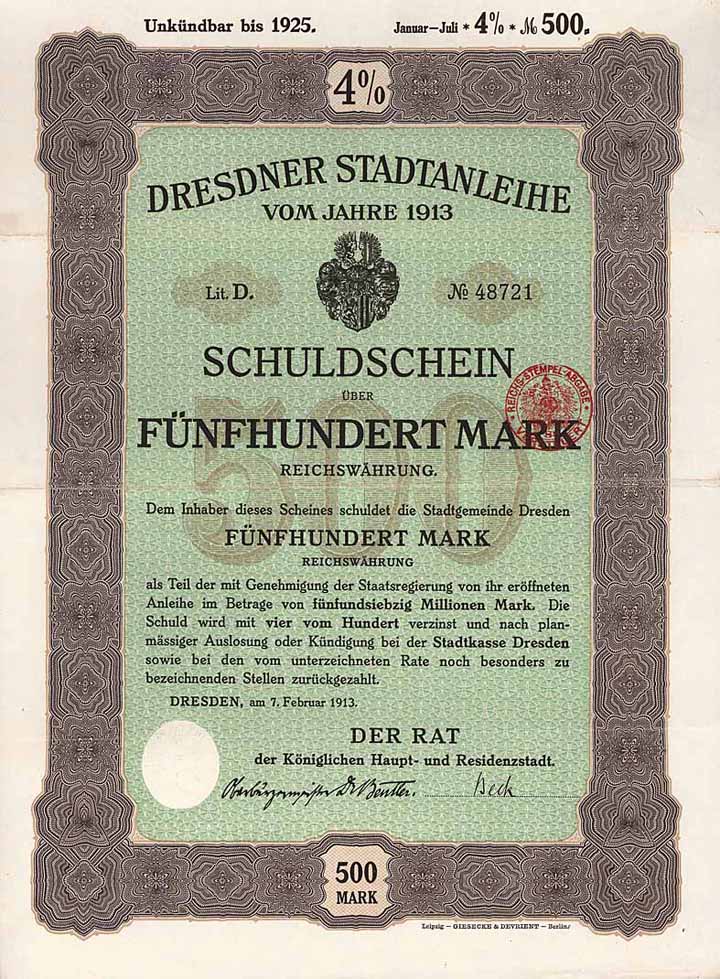 Unkündbar bis 1925.
Januar–Juli * 4% * ℳ 500.
4%
DRESDNER STADTANLEIHE
VOM JAHRE 1913
Lit. D.
№ 48721
SCHULDSCHEIN
ÜBER
500
FÜNFHUNDERT MARK
REICHS-STEMPEL-ABGABE
REICHSWÄHRUNG.
Dem Inhaber dieses Scheines schuldet die Stadtgemeinde Dresden
FÜNFHUNDERT MARK
REICHSWÄHRUNG
als Teil der mit Genehmigung der Staatsregierung von ihr eröffneten
Anleihe im Betrage von fünfundsiebzig Millionen Mark. Die
Schuld wird mit vier vom Hundert verzinst und nach plan-
mässiger Auslosung oder Kündigung bei der Stadtkasse Dresden
sowie bei den vom unterzeichneten Rate noch besonders zu
bezeichnenden Stellen zurückgezahlt.
DRESDEN, am 7. Februar 1913.
DER RAT
der Königlichen Haupt- und Residenzstadt.
Oberbürgermeister Dr. Beutler.
Beck
500
MARK
Leipzig – GIESECKE & DEVRIENT – Berlin